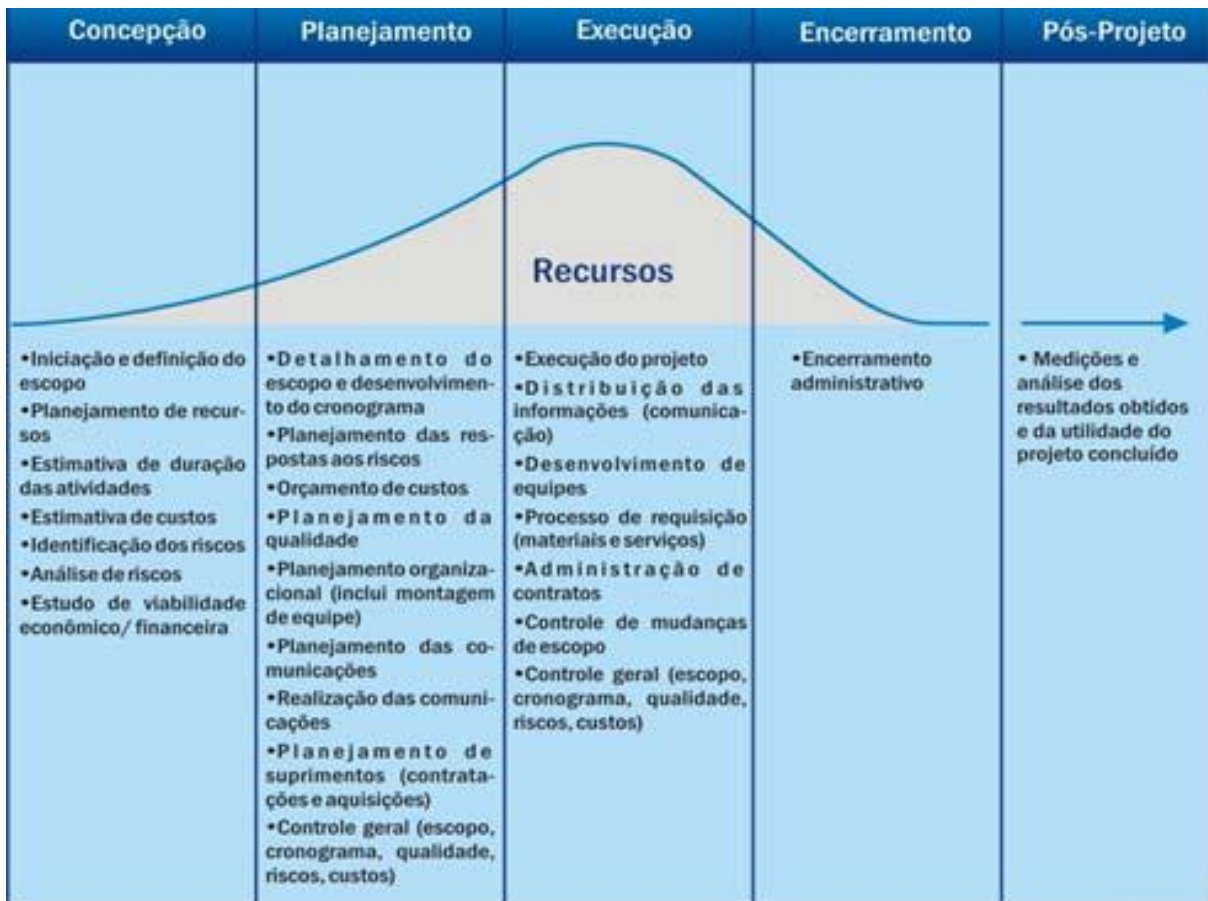 Concepção
Planejamento
Execução
Encerramento
Pós-Projeto
Recursos
•Iniciação e definição do
escopo
•Planejamento de recur-
sos
•Estimativa de duração
das atividades
•Estimativa de custos
•Identificação dos riscos
•Análise de riscos
•Estudo de viabilidade
econômico/ financeira
•Detalhamento do
escopo e desenvolvimen-
to do cronograma
•Planejamento das res-
postas aos riscos
•Orçamento de custos
•Planejamento da
qualidade
•Planejamento organiza-
cional (inclui montagem
de equipe)
•Planejamento das co-
municações
•Realização das comuni-
cações
•Planejamento de
suprimentos (contrata-
ções e aquisições)
•Controle geral (escopo,
cronograma, qualidade,
riscos, custos)
•Execução do projeto
•Distribuição das
informações (comunica-
ção)
•Desenvolvimento de
equipes
•Processo de requisição
(materiais e serviços)
•Administração de
contratos
•Controle de mudanças
de escopo
•Controle geral (escopo,
cronograma, qualidade,
riscos, custos)
•Encerramento
administrativo
• Medições e
análise dos
resultados obtidos
e da utilidade do
projeto concluído